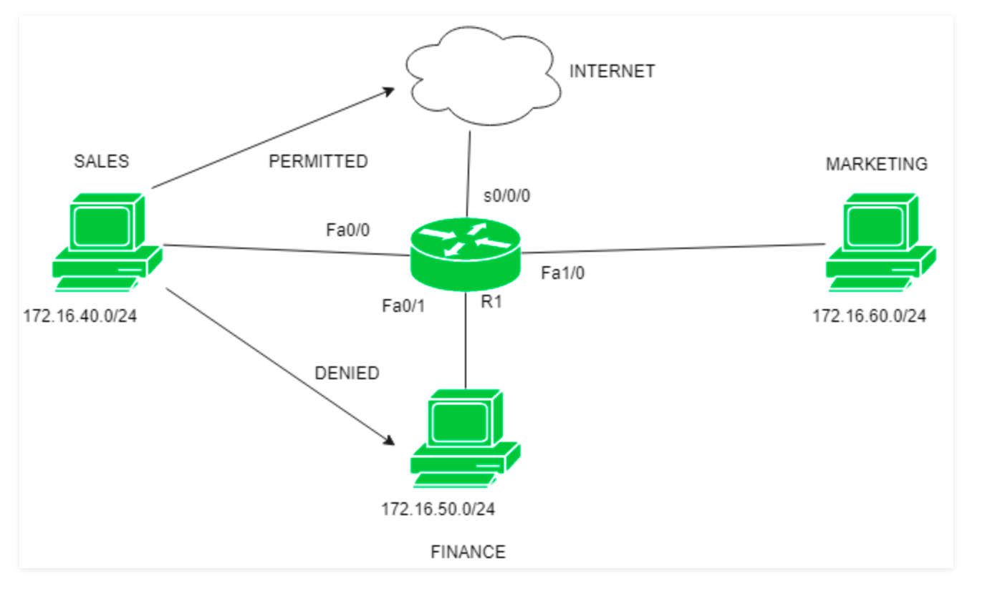 INTERNET
SALES
PERMITTED
MARKETING
s0/0/0
Fa0/0
Fa1/0
Fa0/1
R1
172.16.40.0/24
172.16.60.0/24
DENIED
172.16.50.0/24
FINANCE